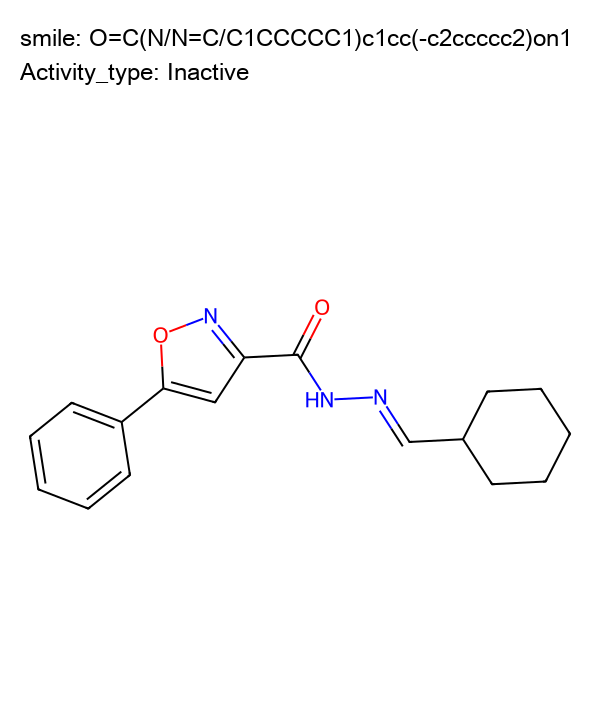 smile: O=C(N/N=C/C1CCCCC1)c1cc(-c2ccccc2)on1
Activity_type: Inactive
O
N
O
HN
N